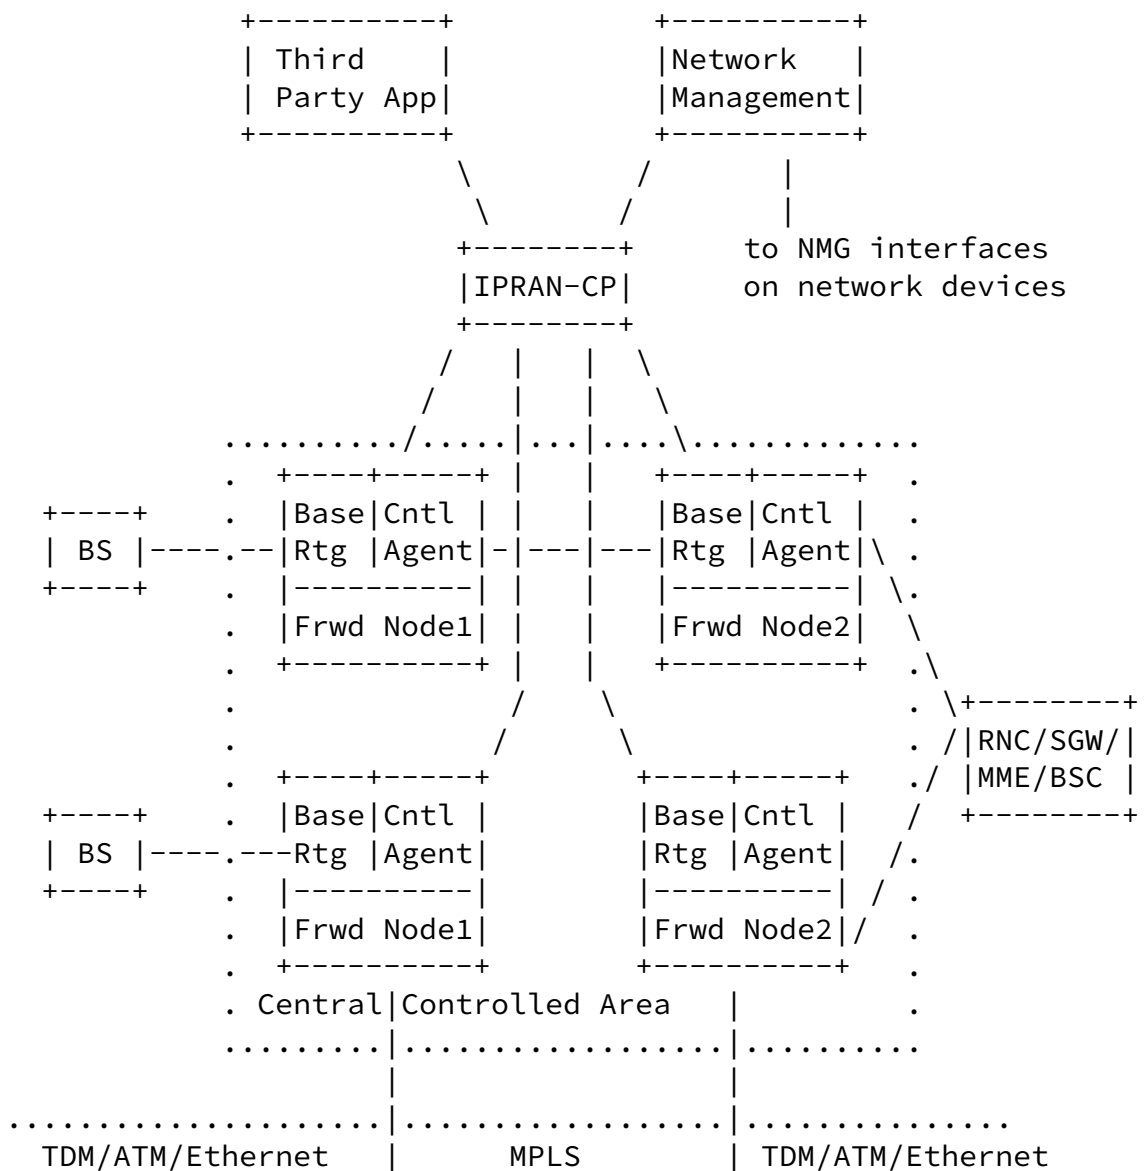 Third Network
Party App Management
to NMG interfaces
IPRAN-CP on network devices
Base Cntl Base Cntl
BS Rtg Agent Rtg Agent
Frwd Node1 Frwd Node2
RNC/SGW/
MME/BSC
Base Cntl Base Cntl
BS Rtg Agent Rtg Agent
Frwd Node1 Frwd Node2
Central Controlled Area
TDM/ATM/Ethernet MPLS TDM/ATM/Ethernet